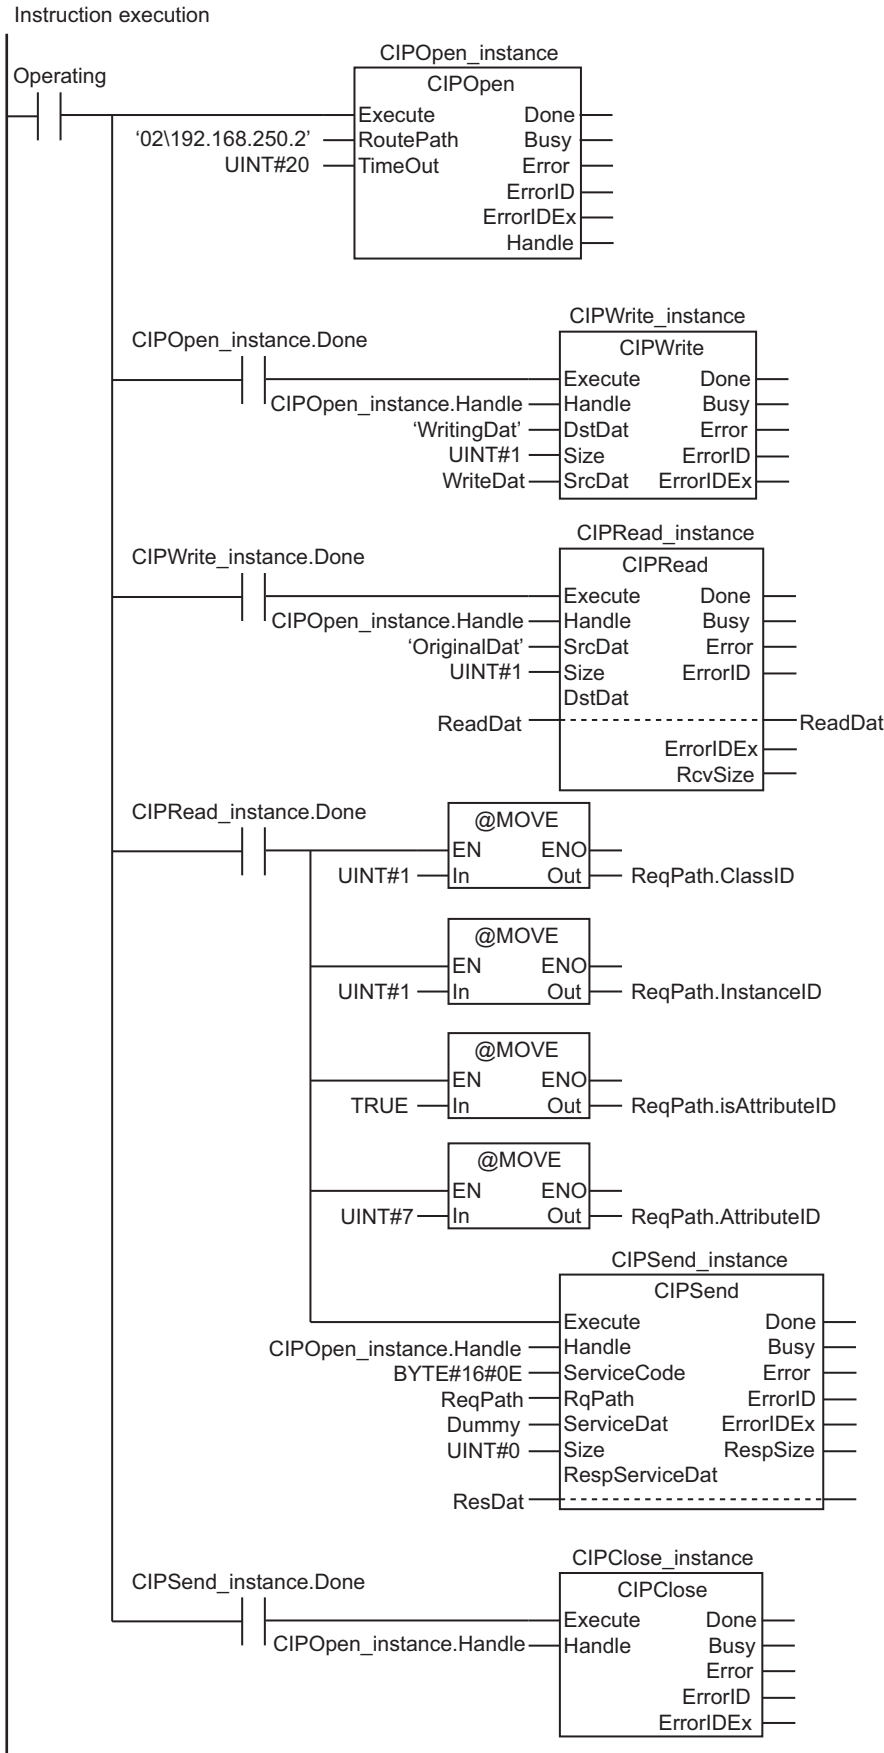 Instruction execution
Operating
CIPOpen_instance
CIPOpen
Execute Done
‘02\192.168.250.2’ RoutePath Busy
UINT#20 TimeOut Error
ErrorID
ErrorIDEx
Handle
CIPOpen_instance.Done
CIPWrite_instance
CIPWrite
Execute Done
CIPOpen_instance.Handle Handle Busy
‘WritingDat’ DstDat Error
UINT#1 Size ErrorID
WriteDat SrcDat ErrorIDEx
CIPWrite_instance.Done
CIPRead_instance
CIPRead
Execute Done
CIPOpen_instance.Handle Handle Busy
‘OriginalDat’ SrcDat Error
UINT#1 Size ErrorID
DstDat
ReadDat ReadDat
ErrorIDEx
RcvSize
CIPRead_instance.Done
@MOVE
EN ENO
UINT#1 In Out ReqPath.ClassID
@MOVE
EN ENO
UINT#1 In Out ReqPath.InstanceID
@MOVE
EN ENO
TRUE In Out ReqPath.isAttributeID
@MOVE
EN ENO
UINT#7 In Out ReqPath.AttributeID
CIPSend_instance
CIPSend
Execute Done
CIPOpen_instance.Handle Handle Busy
BYTE#16#0E ServiceCode Error
ReqPath RqPath ErrorID
Dummy ServiceDat ErrorIDEx
UINT#0 Size RespSize
RespServiceDat
ResDat
CIPSend_instance.Done
CIPClose_instance
CIPClose
Execute Done
CIPOpen_instance.Handle Handle Busy
Error
ErrorID
ErrorIDEx